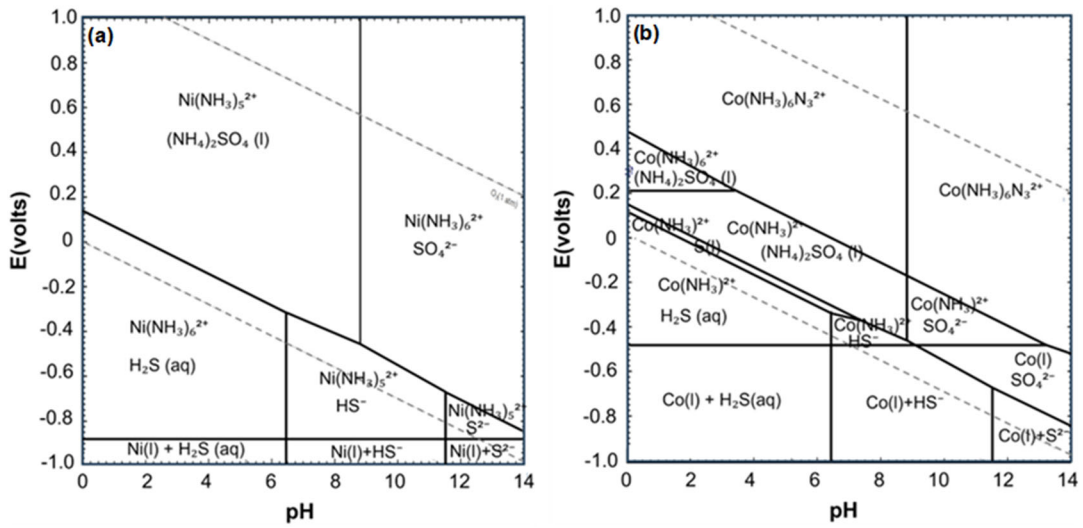 (a)
1.0
0.8
0.6
0.4
0.2
0
-0.2
-0.4
-0.6
-0.8
-1.0
E(volts)
Ni(NH₃)₅²⁺
(NH₄)₂SO₄ (l)
O₂(1 atm)
Ni(NH₃)₆²⁺
SO₄²⁻
Ni(NH₃)₆²⁺
H₂S (aq)
Ni(NH₃)₅²⁺
HS⁻
Ni(NH₃)₅²⁻
S²⁻
Ni(l) + H₂S (aq)
Ni(l)+HS⁻
Ni(l)+S²⁻
0 2 4 6 8 10 12 14
pH
(b)
1.0
0.8
0.6
0.4
0.2
0
-0.2
-0.4
-0.6
-0.8
-1.0
E(volts)
Co(NH₃)₆N₃²⁺
Co(NH₃)₆²⁺
(NH₄)₂SO₄ (l)
Co(NH₃)₆N₃²⁺
Co(NH₃)²⁺
S(l)
Co(NH₃)²⁺
(NH₄)₂SO₄ (l)
Co(NH₃)²⁺
H₂S (aq)
Co(NH₃)²⁺
HS⁻
Co(NH₃)²⁺
SO₄²⁻
Co(l)
SO₄²⁻
Co(l) + H₂S(aq)
Co(l)+HS⁻
Co(l)+S²⁻
0 2 4 6 8 10 12 14
pH